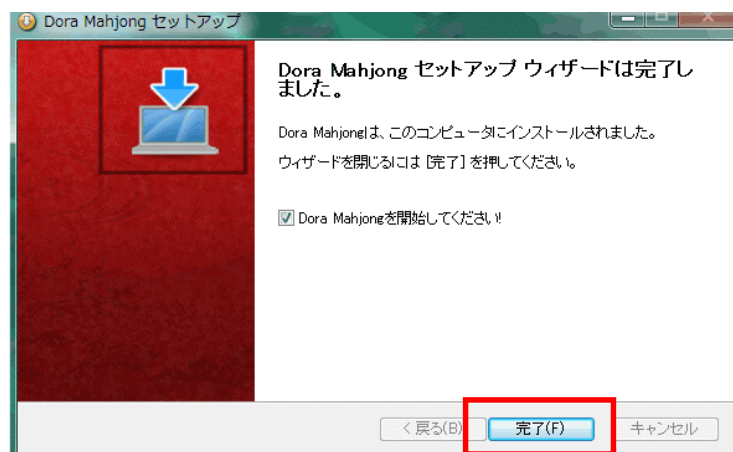 Dora Mahjong セットアップ
Dora Mahjong セットアップ ウィザードは完了し
ました。
Dora Mahjongは、このコンピュータにインストールされました。
ウィザードを閉じるには [完了] を押してください。
Dora Mahjongを開始してください!
< 戻る(B)
完了(F)
キャンセル